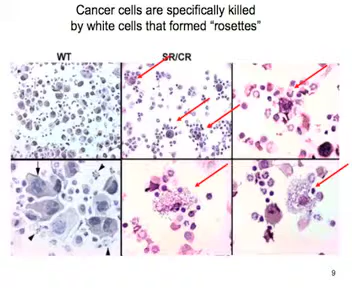 Cancer cells are specifically killed
by white cells that formed “rosettes”
WT
SR/CR
9